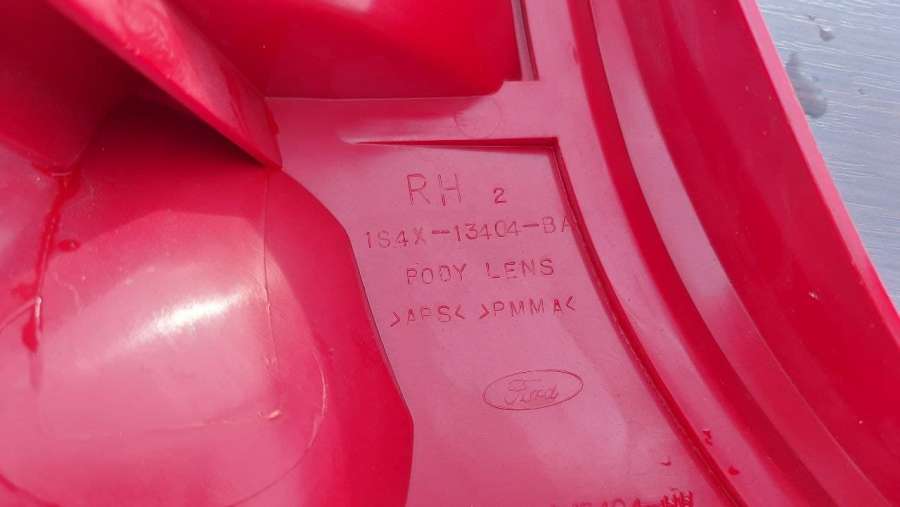 RH 2
1S4X-13404-BA
BODY LENS
>ABS< >PMMA<
Ford